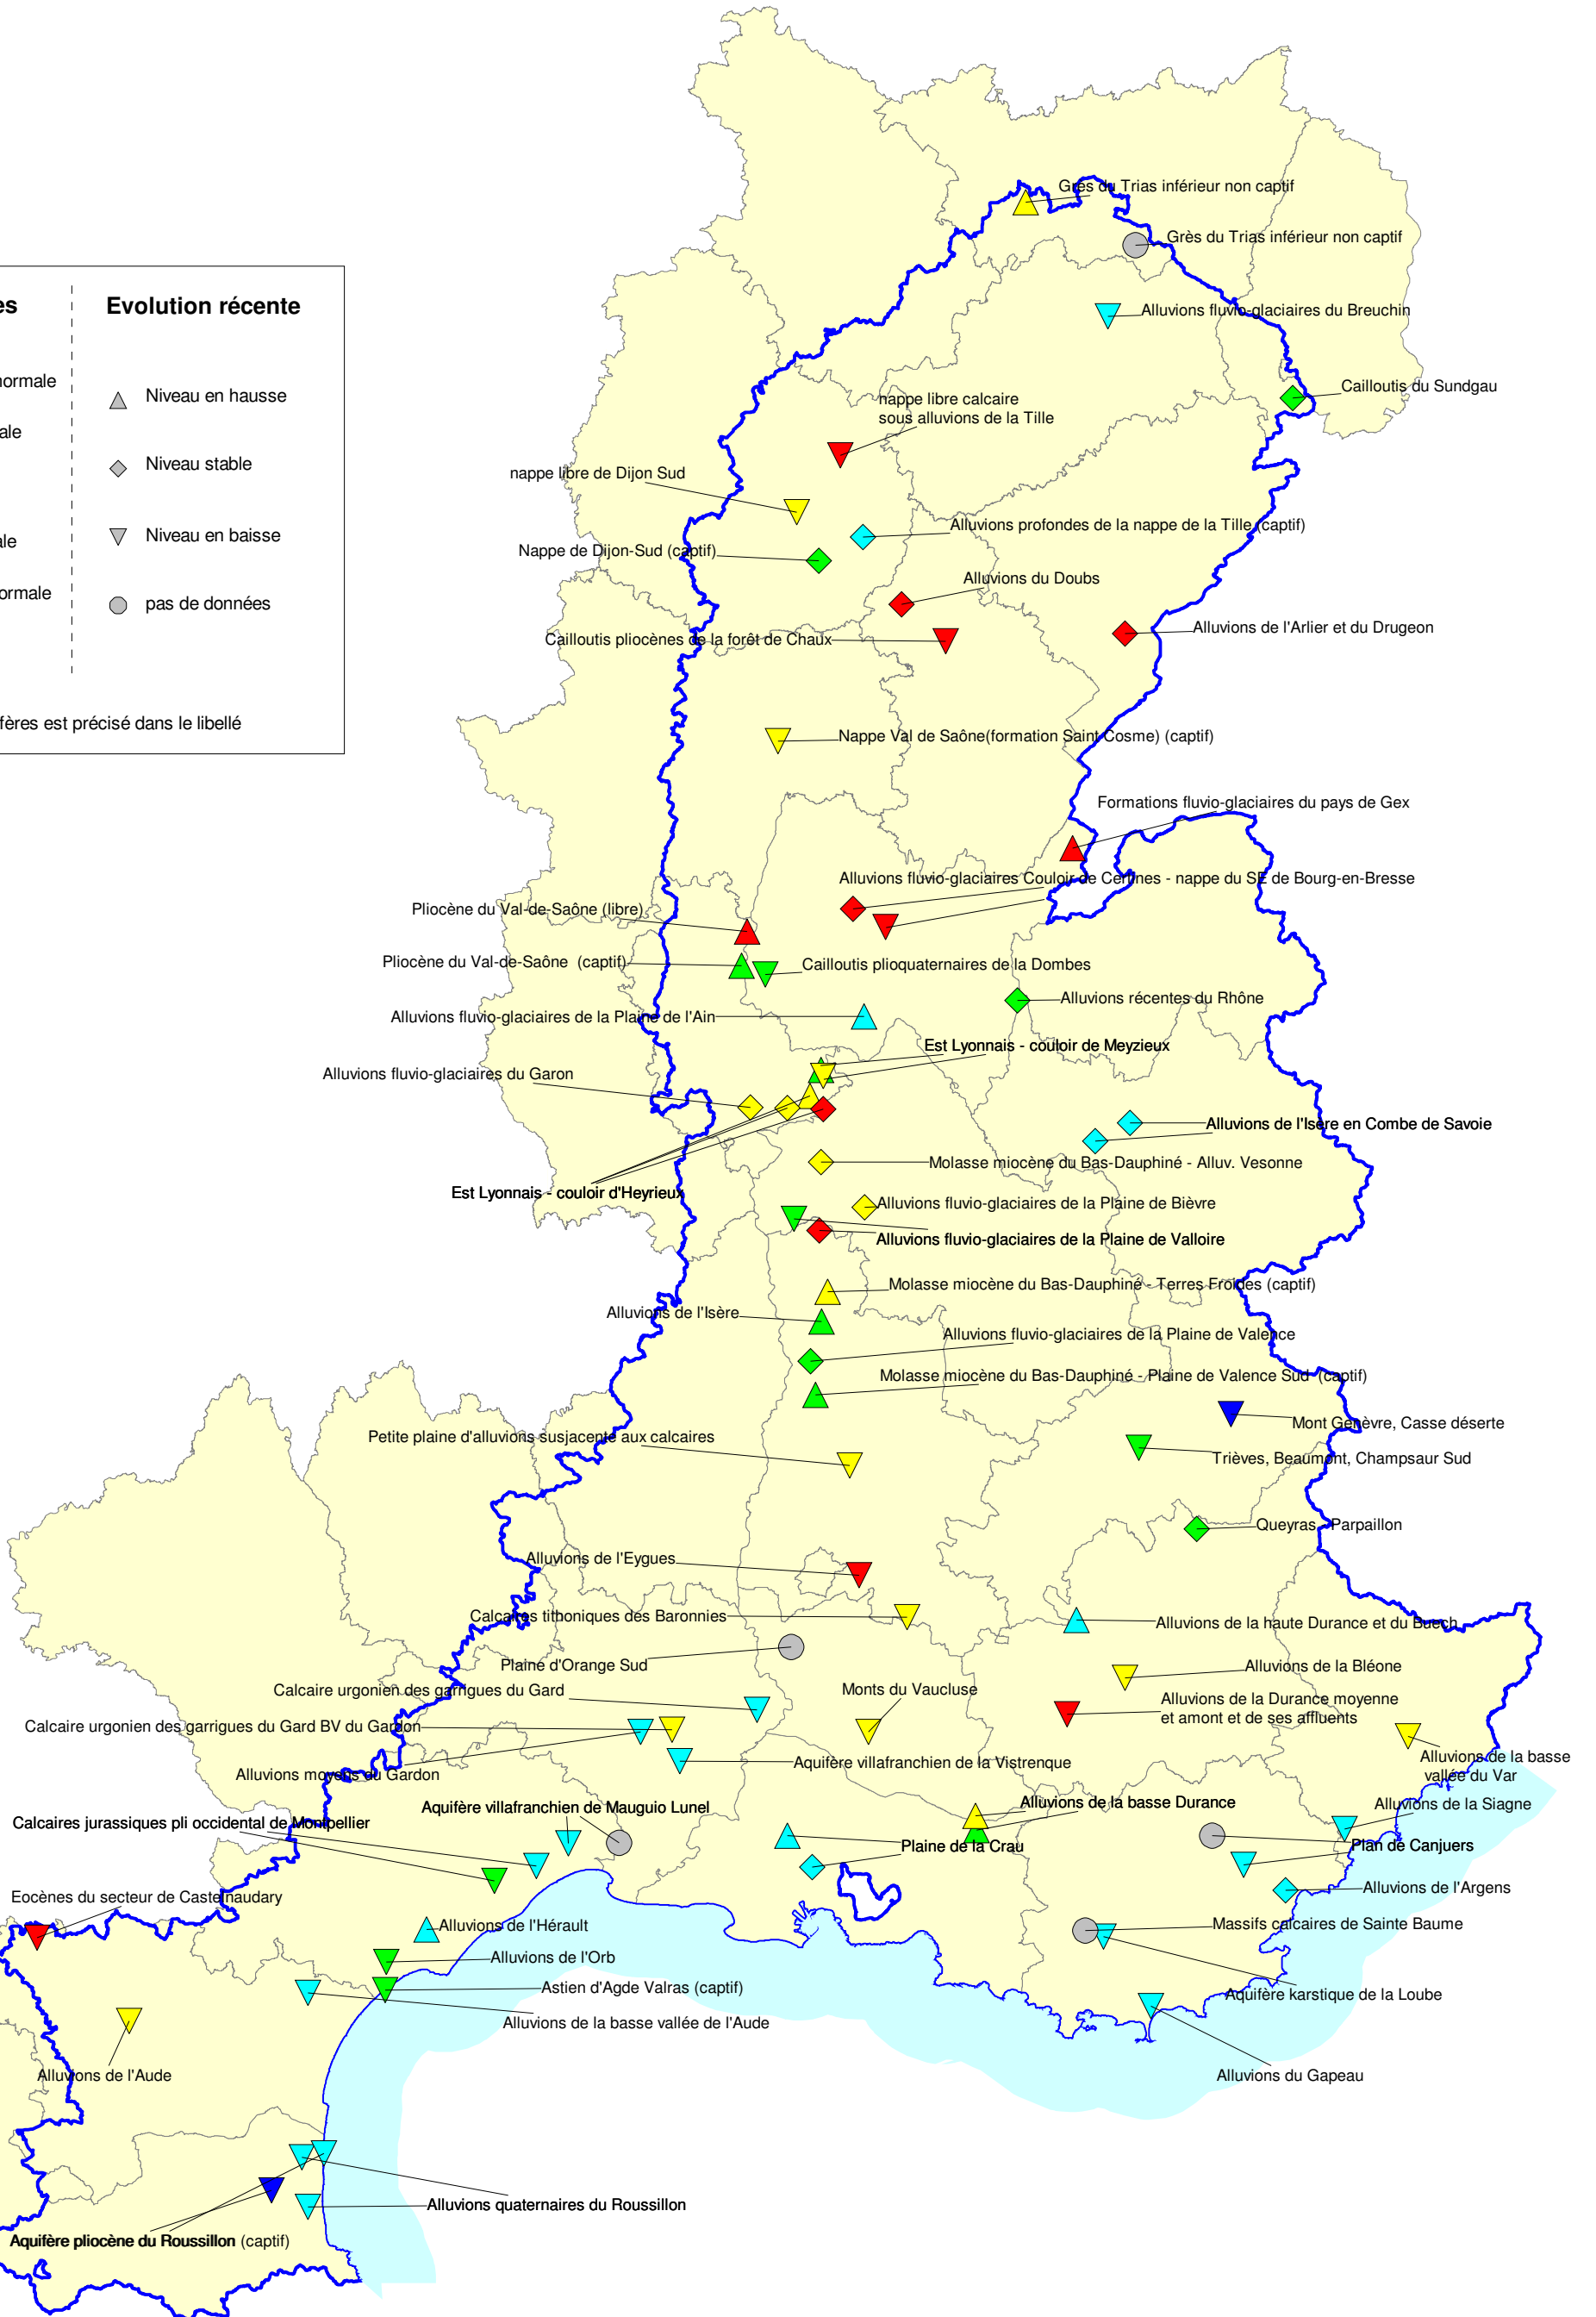 es
ormale
ale
ale
ormale
fères est précisé dans le libellé
Evolution récente
Niveau en hausse
Niveau stable
Niveau en baisse
pas de données
Grès du Trias inférieur non captif
Grès du Trias inférieur non captif
Alluvions fluvio-glaciaires du Breuchin
Cailloutis du Sundgau
nappe libre calcaire
sous alluvions de la Tille
nappe libre de Dijon Sud
Alluvions profondes de la nappe de la Tille (captif)
Nappe de Dijon-Sud (captif)
Alluvions du Doubs
Alluvions de l'Arlier et du Drugeon
Cailloutis pliocènes de la forêt de Chaux
Nappe Val de Saône(formation Saint Cosme) (captif)
Formations fluvio-glaciaires du pays de Gex
Alluvions fluvio-glaciaires Couloir de Certines - nappe du SE de Bourg-en-Bresse
Pliocène du Val-de-Saône (libre)
Pliocène du Val-de-Saône (captif)
Cailloutis plioquaternaires de la Dombes
Alluvions récentes du Rhône
Alluvions fluvio-glaciaires de la Plaine de l'Ain
Est Lyonnais - couloir de Meyzieux
Alluvions fluvio-glaciaires du Garon
Alluvions de l'Isère en Combe de Savoie
Molasse miocène du Bas-Dauphiné - Alluv. Vesonne
Est Lyonnais - couloir d'Heyrieux
Alluvions fluvio-glaciaires de la Plaine de Bièvre
Alluvions fluvio-glaciaires de la Plaine de Valloire
Molasse miocène du Bas-Dauphiné - Terres Froides (captif)
Alluvions de l'Isère
Alluvions fluvio-glaciaires de la Plaine de Valence
Molasse miocène du Bas-Dauphiné - Plaine de Valence Sud (captif)
Mont Genèvre, Casse déserte
Petite plaine d'alluvions susjacente aux calcaires
Trièves, Beaumont, Champsaur Sud
Queyras - Parpaillon
Alluvions de l'Eygues
Calcaires tithoniques des Baronnies
Alluvions de la haute Durance et du Buech
Plaine d'Orange Sud
Alluvions de la Bléone
Calcaire urgonien des garrigues du Gard
Monts du Vaucluse
Alluvions de la Durance moyenne
et amont et de ses affluents
Calcaire urgonien des garrigues du Gard BV du Gardon
Alluvions de la basse
vallée du Var
Aquifère villafranchien de la Vistrenque
Alluvions moyens du Gardon
Alluvions de la basse Durance
Alluvions de la Siagne
Aquifère villafranchien de Mauguio Lunel
Calcaires jurassiques pli occidental de Montpellier
Plaine de la Crau
Plan de Canjuers
Alluvions de l'Argens
Eocènes du secteur de Castelnaudary
Alluvions de l'Hérault
Massifs calcaires de Sainte Baume
Alluvions de l'Orb
Astien d'Agde Valras (captif)
Aquifère karstique de la Loube
Alluvions de la basse vallée de l'Aude
Alluvions de l'Aude
Alluvions du Gapeau
Alluvions quaternaires du Roussillon
Aquifère pliocène du Roussillon (captif)